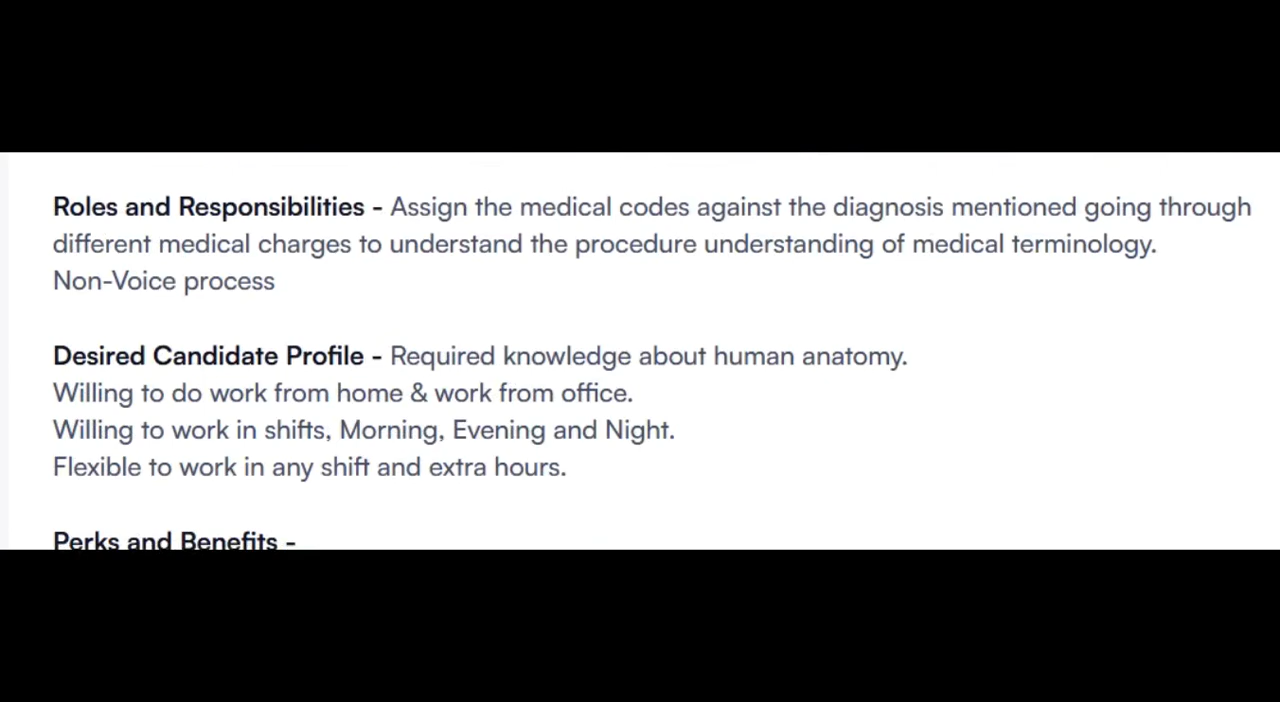 Roles and Responsibilities - Assign the medical codes against the diagnosis mentioned going through
different medical charges to understand the procedure understanding of medical terminology.
Non-Voice process
Desired Candidate Profile - Required knowledge about human anatomy.
Willing to do work from home & work from office.
Willing to work in shifts, Morning, Evening and Night.
Flexible to work in any shift and extra hours.
Perks and Benefits -